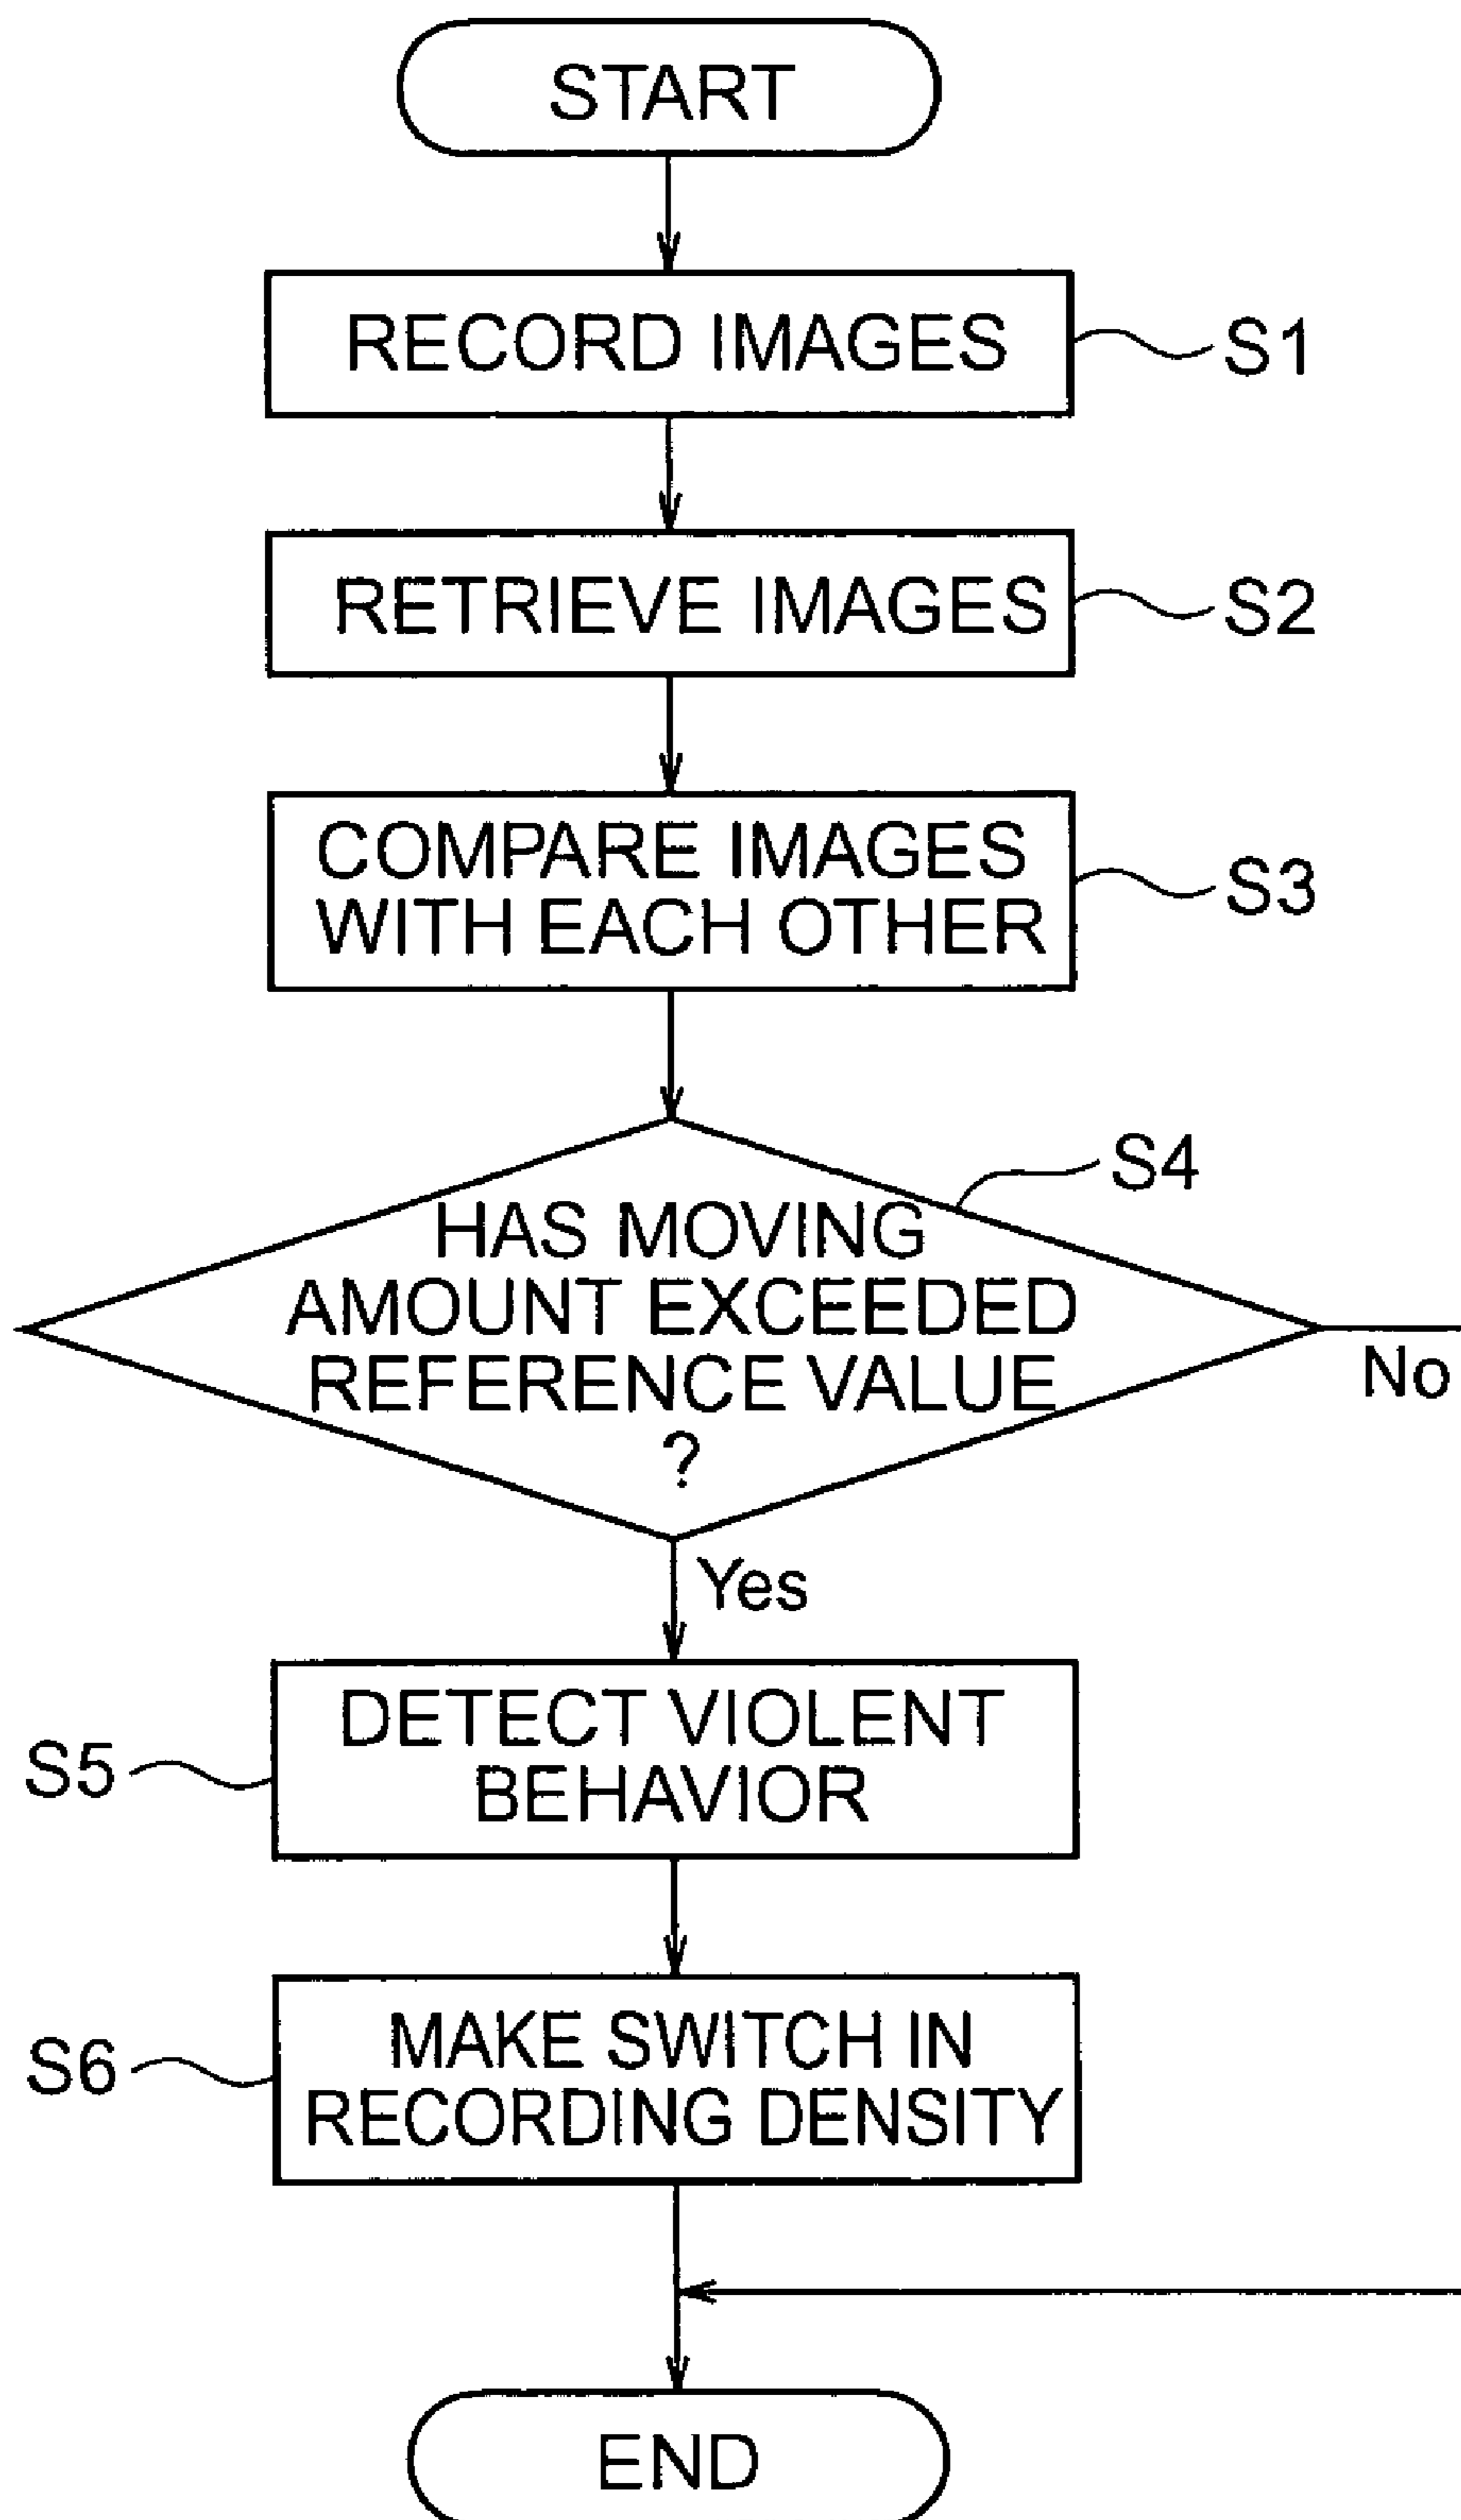 START
RECORD IMAGES
S1
RETRIEVE IMAGES
S2
COMPARE IMAGES
WITH EACH OTHER
S3
S4
HAS MOVING
AMOUNT EXCEEDED
REFERENCE VALUE
?
No
Yes
DETECT VIOLENT
BEHAVIOR
S5
MAKE SWITCH IN
RECORDING DENSITY
S6
END